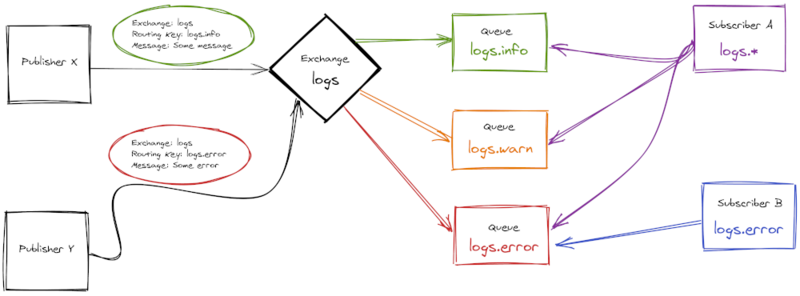 Publisher X
Exchange: logs
Routing Key: logs.info
Message: Some message
Exchange
logs
Queue
logs.info
Subscriber A
logs.*
Queue
logs.warn
Exchange: logs
Routing Key: logs.error
Message: Some error
Publisher Y
Queue
logs.error
Subscriber B
logs.error